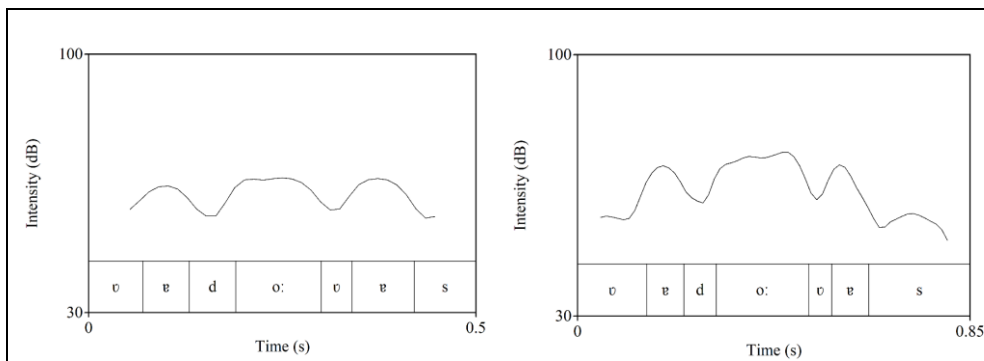 100 100
Intensity (dB) Intensity (dB)
ʋ ɐ p oː ʋ ɐ s ʋ ɐ p oː ʋ ɐ s
30 30
0 0.5 0 0.85
Time (s) Time (s)